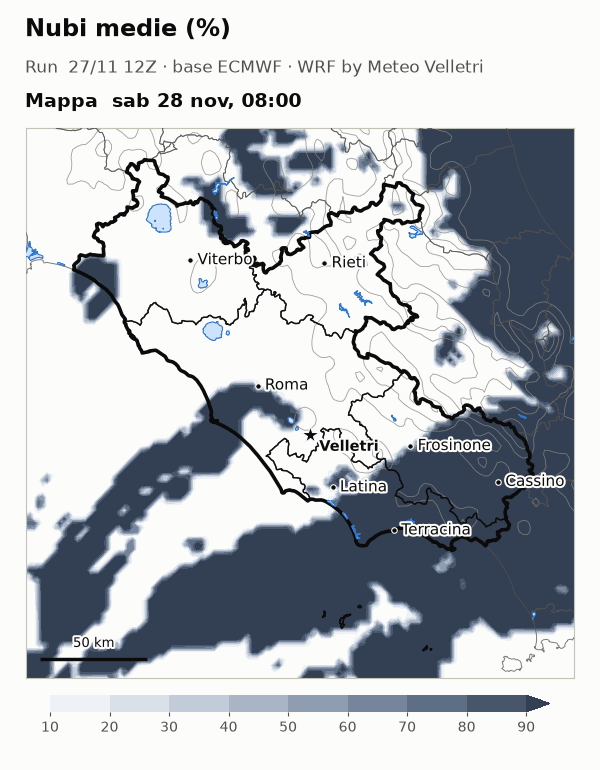 Nubi medie (%)
Run  27/11 12Z · base ECMWF · WRF by Meteo Velletri
Mappa  sab 28 nov, 08:00
Viterbo
Rieti
Roma
Velletri
Frosinone
Cassino
Latina
Terracina
50 km
10 20 30 40 50 60 70 80 90